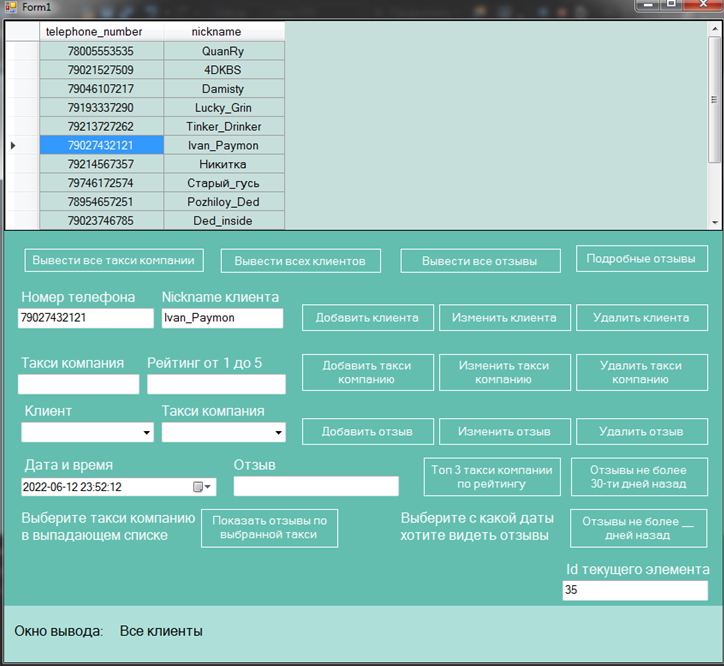 Form1
telephone_number nickname
78005553535 QuanRy
79021527509 4DKBS
79046107217 Damisty
79193337290 Lucky_Grin
79213727262 Tinker_Drinker
79027432121 Ivan_Paymon
79214567357 Никитка
79746172574 Старый_гусь
78954657251 Pozhiloy_Ded
79023746785 Ded_inside
Вывести все такси компании Вывести всех клиентов Вывести все отзывы Подробные отзывы
Номер телефона Nickname клиента
79027432121 Ivan_Paymon Добавить клиента Изменить клиента Удалить клиента
Такси компания Рейтинг от 1 до 5
Добавить такси
компанию
Изменить такси
компанию
Удалить такси
компанию
Клиент Такси компания
Добавить отзыв Изменить отзыв Удалить отзыв
Дата и время Отзыв
2022-06-12 23:52:12
Топ 3 такси компании
по рейтингу
Отзывы не более
30-ти дней назад
Выберите такси компанию
в выпадающем списке
Показать отзывы по
выбранной такси
Выберите с какой даты
хотите видеть отзывы
Отзывы не более __
дней назад
Id текущего элемента
35
Окно вывода: Все клиенты